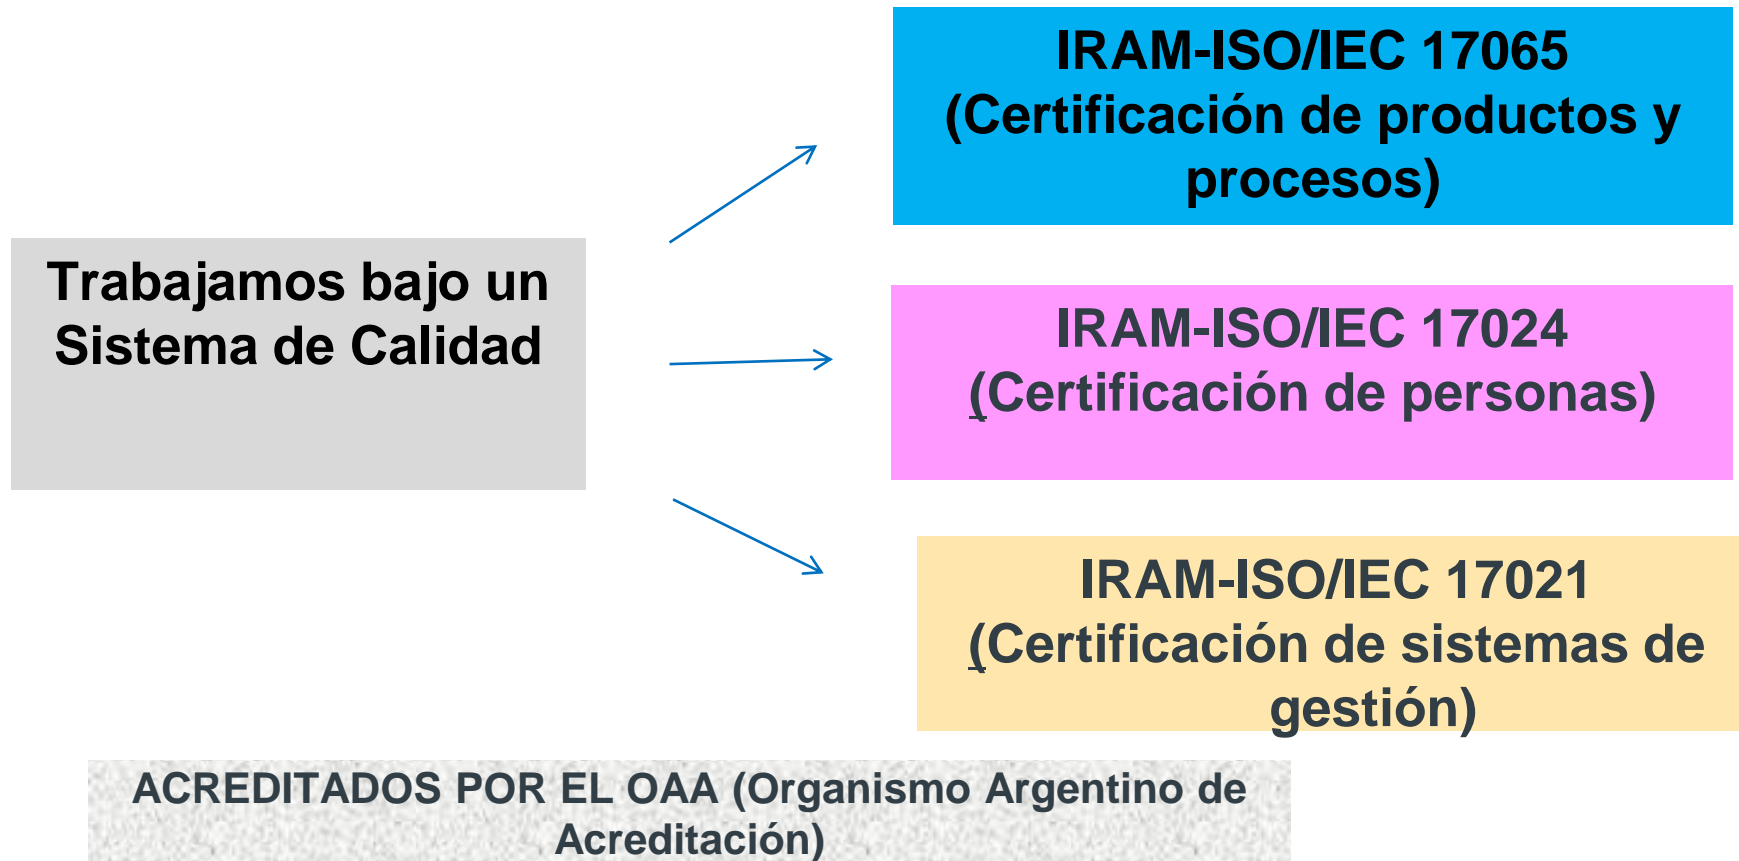 Trabajamos bajo un
Sistema de Calidad
IRAM-ISO/IEC 17065
(Certificación de productos y
procesos)
IRAM-ISO/IEC 17024
(Certificación de personas)
IRAM-ISO/IEC 17021
(Certificación de sistemas de
gestión)
ACREDITADOS POR EL OAA (Organismo Argentino de
Acreditación)